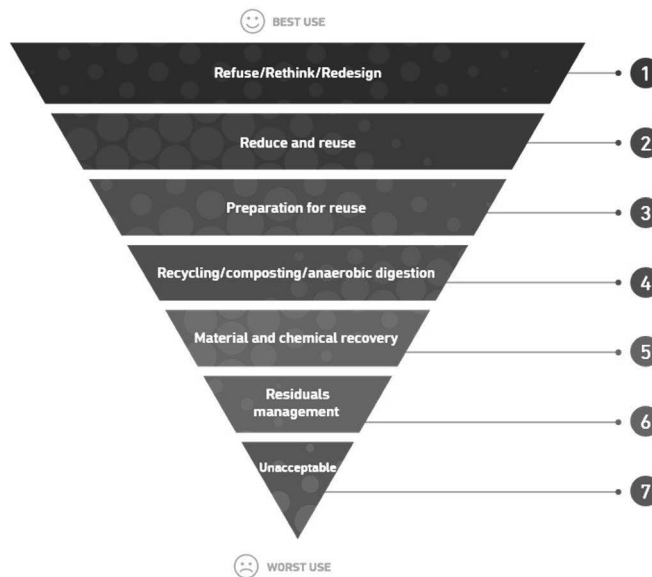 BEST USE
Refuse/Rethink/Redesign
1
Reduce and reuse
2
Preparation for reuse
3
Recycling/composting/anaerobic digestion
4
Material and chemical recovery
5
Residuals
management
6
Unacceptable
7
WORST USE